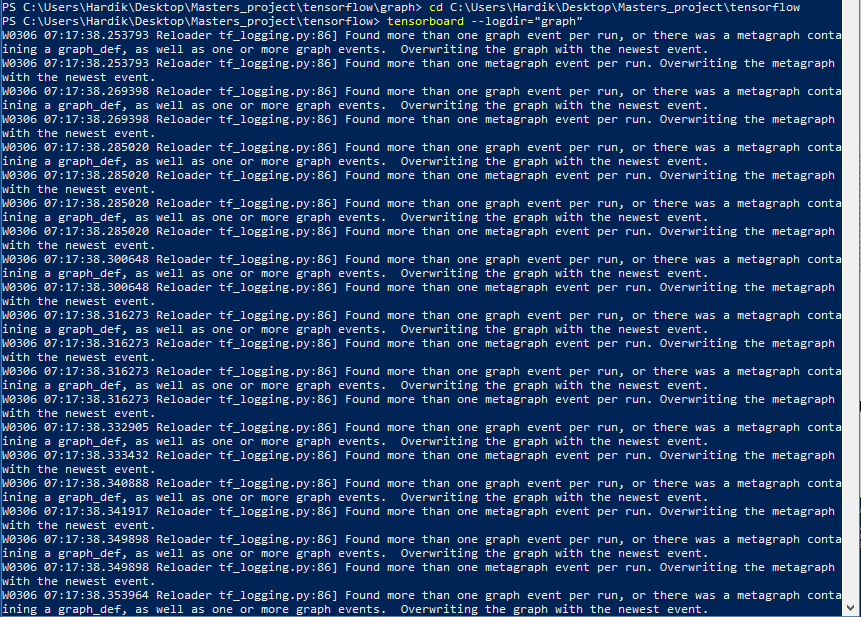 PS C:\Users\Hardik\Desktop\Masters_project\tensorflow\graph> cd C:\Users\Hardik\Desktop\Masters_project\tensorflow
PS C:\Users\Hardik\Desktop\Masters_project\tensorflow> tensorboard --logdir="graph"
W0306 07:17:38.253793 Reloader tf_logging.py:86] Found more than one graph event per run, or there was a metagraph conta
ining a graph_def, as well as one or more graph events.  Overwriting the graph with the newest event.
W0306 07:17:38.253793 Reloader tf_logging.py:86] Found more than one metagraph event per run. Overwriting the metagraph
with the newest event.
W0306 07:17:38.269398 Reloader tf_logging.py:86] Found more than one graph event per run, or there was a metagraph conta
ining a graph_def, as well as one or more graph events.  Overwriting the graph with the newest event.
W0306 07:17:38.269398 Reloader tf_logging.py:86] Found more than one metagraph event per run. Overwriting the metagraph
with the newest event.
W0306 07:17:38.285020 Reloader tf_logging.py:86] Found more than one graph event per run, or there was a metagraph conta
ining a graph_def, as well as one or more graph events.  Overwriting the graph with the newest event.
W0306 07:17:38.285020 Reloader tf_logging.py:86] Found more than one metagraph event per run. Overwriting the metagraph
with the newest event.
W0306 07:17:38.285020 Reloader tf_logging.py:86] Found more than one graph event per run, or there was a metagraph conta
ining a graph_def, as well as one or more graph events.  Overwriting the graph with the newest event.
W0306 07:17:38.285020 Reloader tf_logging.py:86] Found more than one metagraph event per run. Overwriting the metagraph
with the newest event.
W0306 07:17:38.300648 Reloader tf_logging.py:86] Found more than one graph event per run, or there was a metagraph conta
ining a graph_def, as well as one or more graph events.  Overwriting the graph with the newest event.
W0306 07:17:38.300648 Reloader tf_logging.py:86] Found more than one metagraph event per run. Overwriting the metagraph
with the newest event.
W0306 07:17:38.316273 Reloader tf_logging.py:86] Found more than one graph event per run, or there was a metagraph conta
ining a graph_def, as well as one or more graph events.  Overwriting the graph with the newest event.
W0306 07:17:38.316273 Reloader tf_logging.py:86] Found more than one metagraph event per run. Overwriting the metagraph
with the newest event.
W0306 07:17:38.316273 Reloader tf_logging.py:86] Found more than one graph event per run, or there was a metagraph conta
ining a graph_def, as well as one or more graph events.  Overwriting the graph with the newest event.
W0306 07:17:38.316273 Reloader tf_logging.py:86] Found more than one metagraph event per run. Overwriting the metagraph
with the newest event.
W0306 07:17:38.332905 Reloader tf_logging.py:86] Found more than one graph event per run, or there was a metagraph conta
ining a graph_def, as well as one or more graph events.  Overwriting the graph with the newest event.
W0306 07:17:38.333432 Reloader tf_logging.py:86] Found more than one metagraph event per run. Overwriting the metagraph
with the newest event.
W0306 07:17:38.340888 Reloader tf_logging.py:86] Found more than one graph event per run, or there was a metagraph conta
ining a graph_def, as well as one or more graph events.  Overwriting the graph with the newest event.
W0306 07:17:38.341917 Reloader tf_logging.py:86] Found more than one metagraph event per run. Overwriting the metagraph
with the newest event.
W0306 07:17:38.349898 Reloader tf_logging.py:86] Found more than one graph event per run, or there was a metagraph conta
ining a graph_def, as well as one or more graph events.  Overwriting the graph with the newest event.
W0306 07:17:38.349898 Reloader tf_logging.py:86] Found more than one metagraph event per run. Overwriting the metagraph
with the newest event.
W0306 07:17:38.353964 Reloader tf_logging.py:86] Found more than one graph event per run, or there was a metagraph conta
ining a graph_def, as well as one or more graph events.  Overwriting the graph with the newest event.